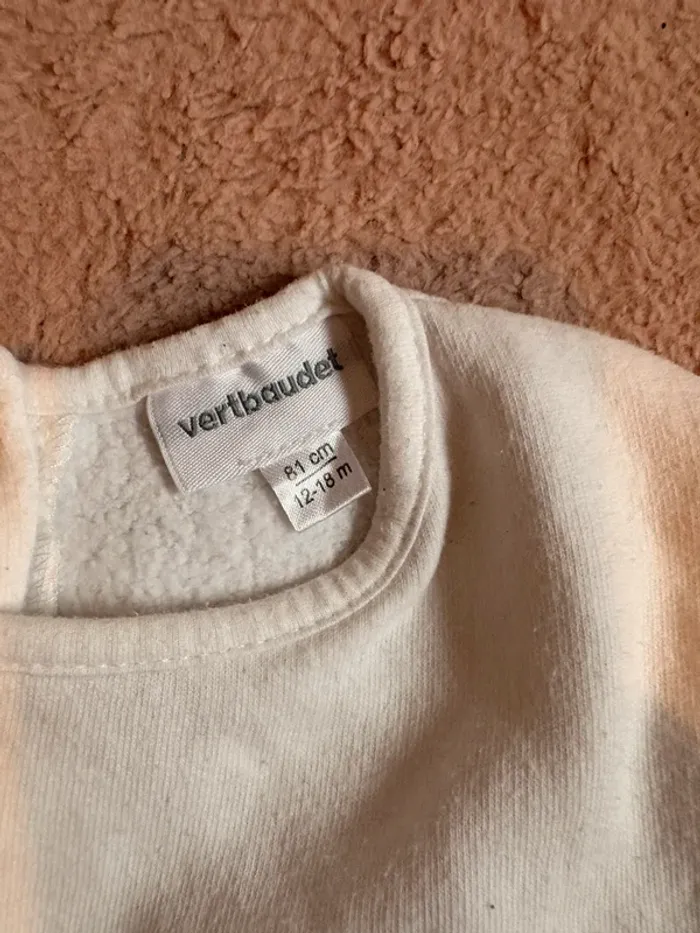 vertbaudet
81 cm
12-18 m